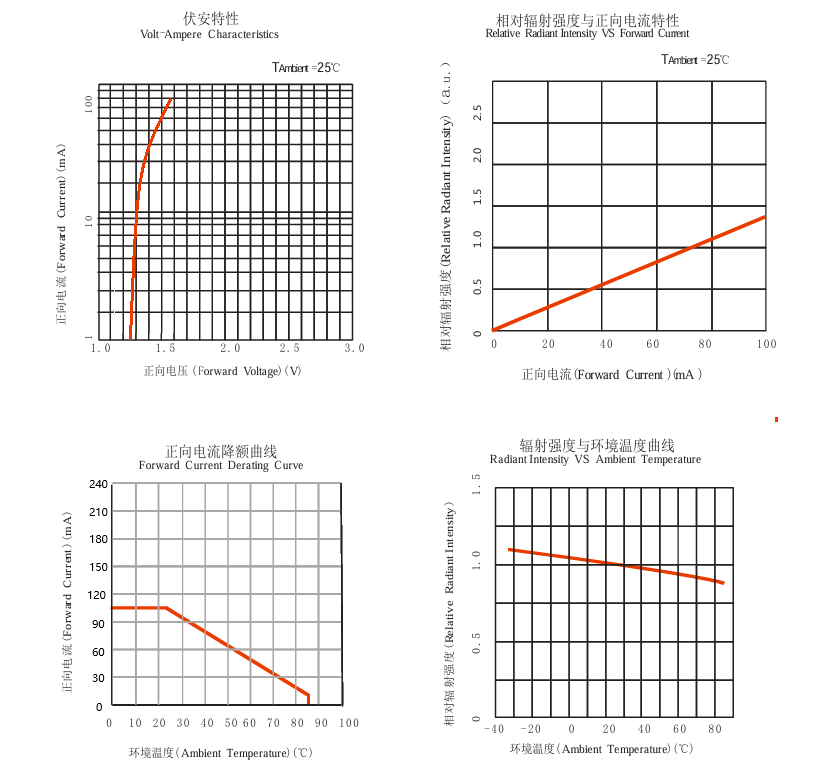 伏安特性
Volt-Ampere Characteristics
TAmbient =25℃
正向电流(Forward Current)(mA)
100
10
1
1.0 1.5 2.0 2.5 3.0
正向电压(Forward Voltage)(V)
相对辐射强度与正向电流特性
Relative Radiant Intensity VS Forward Current
TAmbient =25℃
相对辐射强度(Relative Radiant Intensity)(a.u.)
2.5
2.0
1.5
1.0
0.5
0
0 20 40 60 80 100
正向电流(Forward Current)(mA)
正向电流降额曲线
Forward Current Derating Curve
正向电流(Forward Current)(mA)
240
210
180
150
120
90
60
30
0
0 10 20 30 40 50 60 70 80 90 100
环境温度(Ambient Temperature)(℃)
辐射强度与环境温度曲线
Radiant Intensity VS Ambient Temperature
相对辐射强度(Relative Radiant Intensity)
1.5
1.0
0.5
0
-40 -20 0 20 40 60 80
环境温度(Ambient Temperature)(℃)